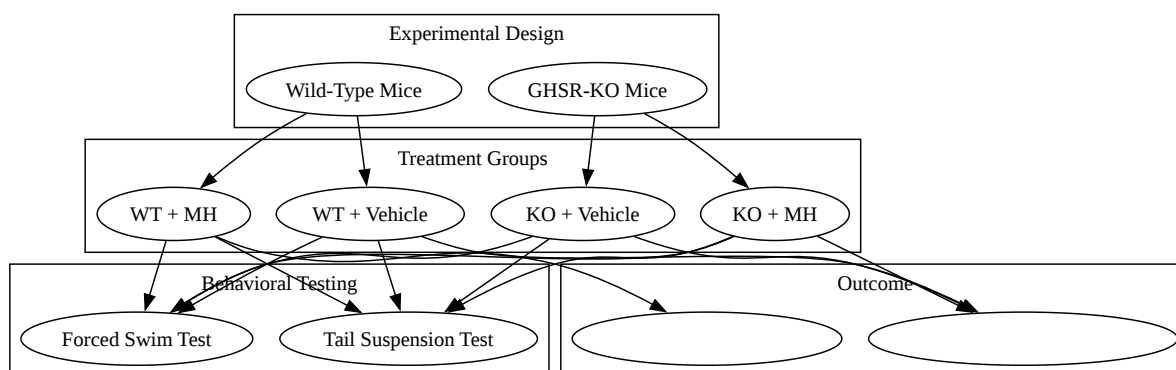 Experimental Design
Wild-Type Mice
GHSR-KO Mice
Treatment Groups
WT + MH
WT + Vehicle
KO + Vehicle
KO + MH
Behavioral Testing
Outcome
Forced Swim Test
Tail Suspension Test